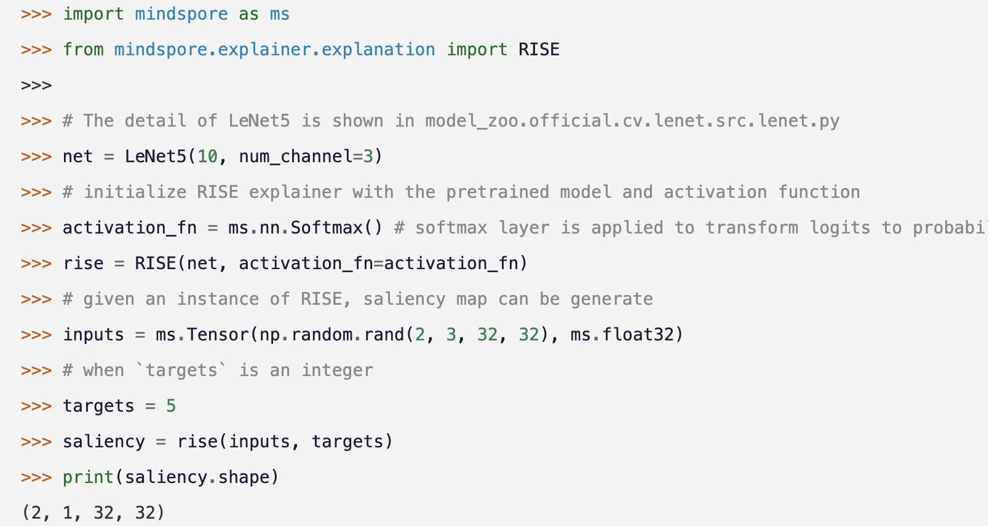 >>> import mindspore as ms
>>> from mindspore.explainer.explanation import RISE
>>>
>>> # The detail of LeNet5 is shown in model_zoo.official.cv.lenet.src.lenet.py
>>> net = LeNet5(10, num_channel=3)
>>> # initialize RISE explainer with the pretrained model and activation function
>>> activation_fn = ms.nn.Softmax() # softmax layer is applied to transform logits to
>>> rise = RISE(net, activation_fn=activation_fn)
>>> # given an instance of RISE, saliency map can be generate
>>> inputs = ms.Tensor(np.random.rand(2, 3, 32, 32), ms.float32)
>>> # when `targets` is an integer
>>> targets = 5
>>> saliency = rise(inputs, targets)
>>> print(saliency.shape)
(2, 1, 32, 32)